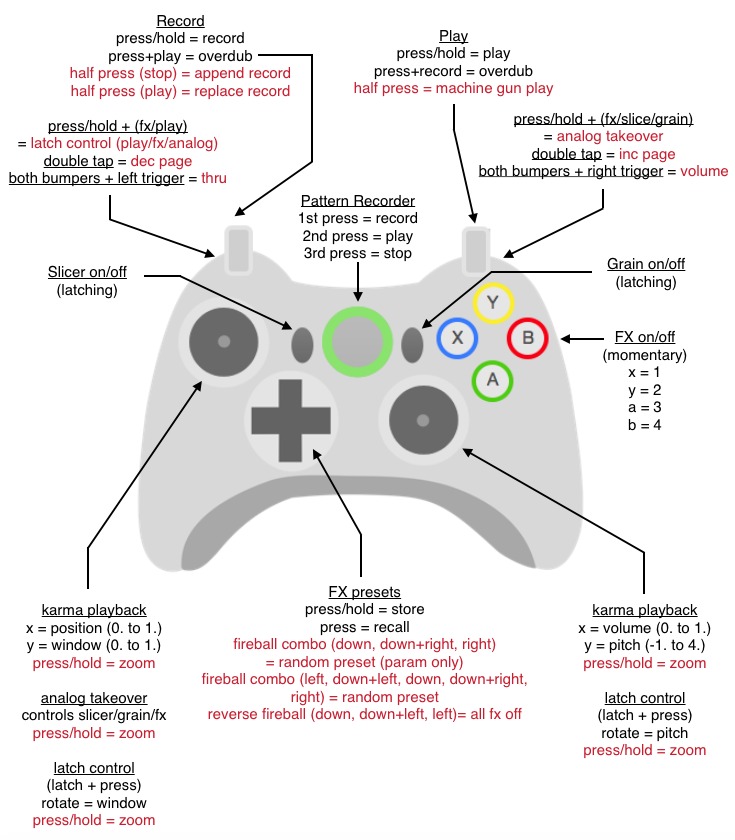 Record
press/hold = record
press+play = overdub
half press (stop) = append record
half press (play) = replace record
Play
press/hold = play
press+record = overdub
half press = machine gun play
press/hold + (fx/play)
= latch control (play/fx/analog)
double tap = dec page
both bumpers + left trigger = thru
press/hold + (fx/slice/grain)
= analog takeover
double tap = inc page
both bumpers + right trigger = volume
Pattern Recorder
1st press = record
2nd press = play
3rd press = stop
Slicer on/off
(latching)
Grain on/off
(latching)
Y
X
B
A
FX on/off
(momentary)
x = 1
y = 2
a = 3
b = 4
karma playback
x = position (0. to 1.)
y = window (0. to 1.)
press/hold = zoom
analog takeover
controls slicer/grain/fx
press/hold = zoom
latch control
(latch + press)
rotate = window
press/hold = zoom
FX presets
press/hold = store
press = recall
fireball combo (down, down+right, right)
= random preset (param only)
fireball combo (left, down+left, down, down+right,
right) = random preset
reverse fireball (down, down+left, left)= all fx off
karma playback
x = volume (0. to 1.)
y = pitch (-1. to 4.)
press/hold = zoom
latch control
(latch + press)
rotate = pitch
press/hold = zoom